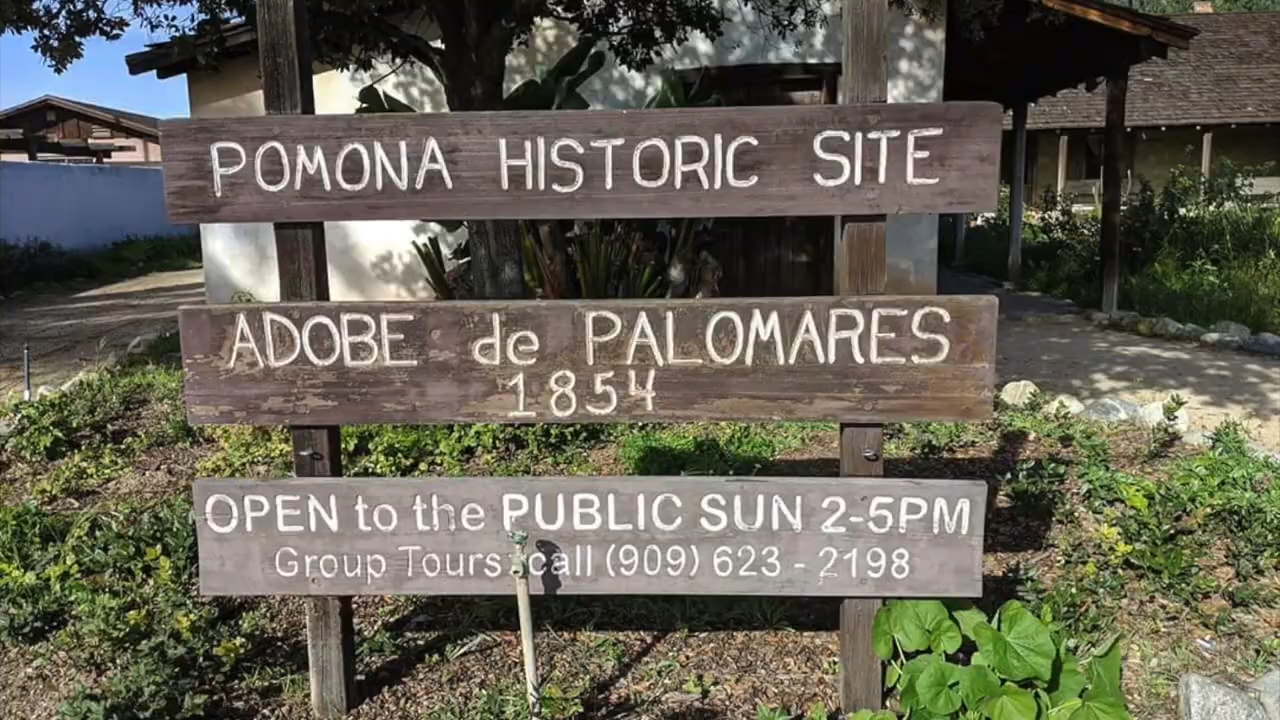 POMONA HISTORIC SITE
ADOBE de PALOMARES
1854
OPEN to the PUBLIC SUN 2-5PM
Group Tours: call (909) 623 - 2198